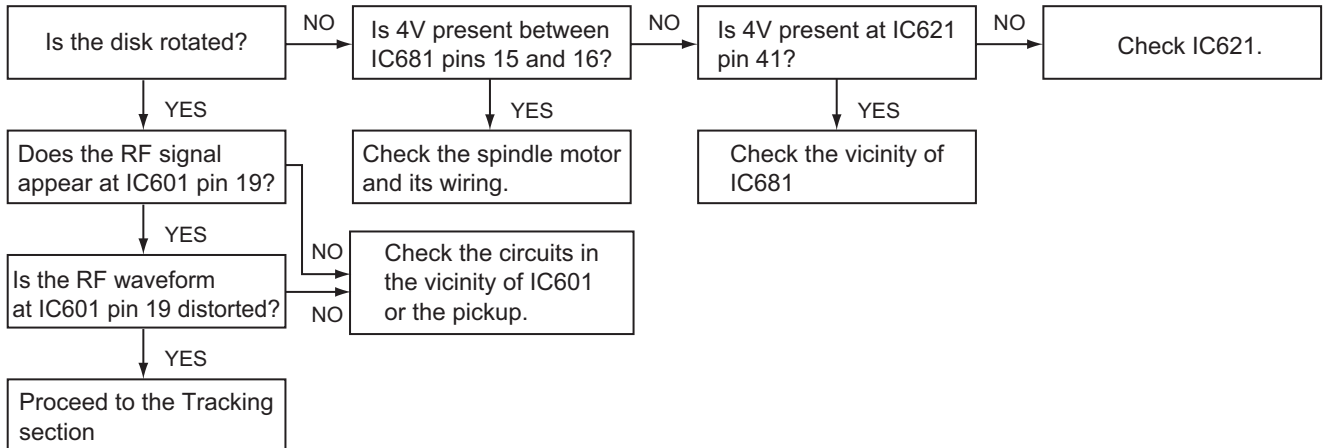 Is the disk rotated?
NO
Is 4V present between
IC681 pins 15 and 16?
NO
Is 4V present at IC621
pin 41?
NO
Check IC621.
YES
YES
YES
Does the RF signal
appear at IC601 pin 19?
Check the spindle motor
and its wiring.
Check the vicinity of
IC681
YES
NO
Is the RF waveform
at IC601 pin 19 distorted?
NO
Check the circuits in
the vicinity of IC601
or the pickup.
YES
Proceed to the Tracking
section